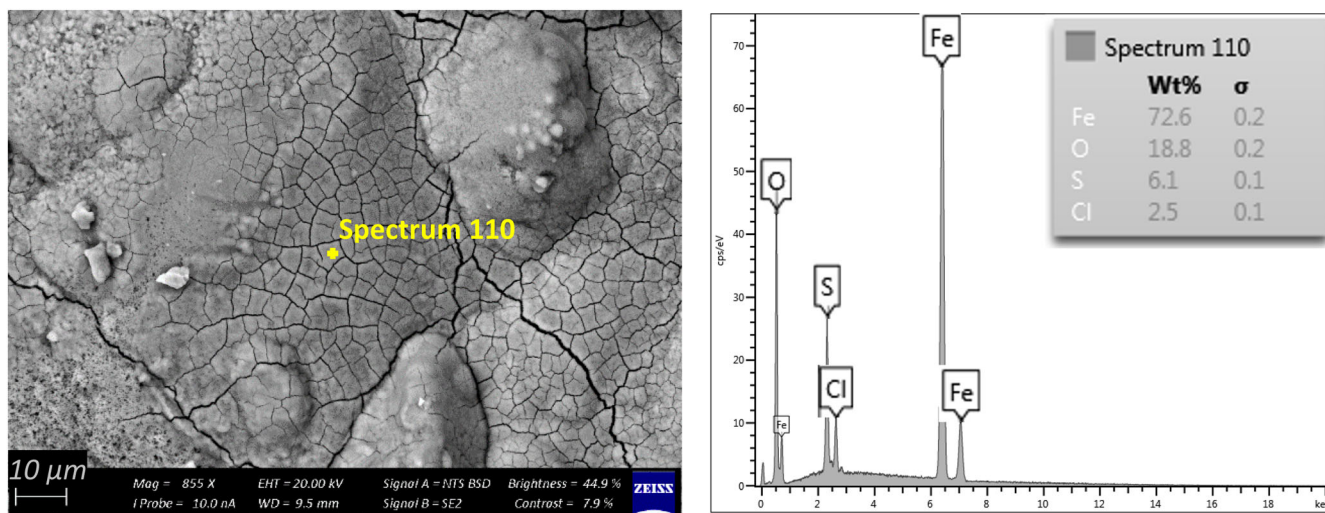 Spectrum 110
10 µm
Mag = 855 X
EHT = 20.00 kV
Signal A = NTS BSD
Brightness = 44.9 %
I Probe = 10.0 nA
WD = 9.5 mm
Signal B = SE2
Contrast = 7.9 %
ZEISS
Spectrum 110
Wt% σ
Fe 72.6 0.2
O 18.8 0.2
S 6.1 0.1
Cl 2.5 0.1
Fe
O
S
Cl
Fe
Fe
cps/eV
70
60
50
40
30
20
10
0
0 2 4 6 8 10 12 14 16 18 ke